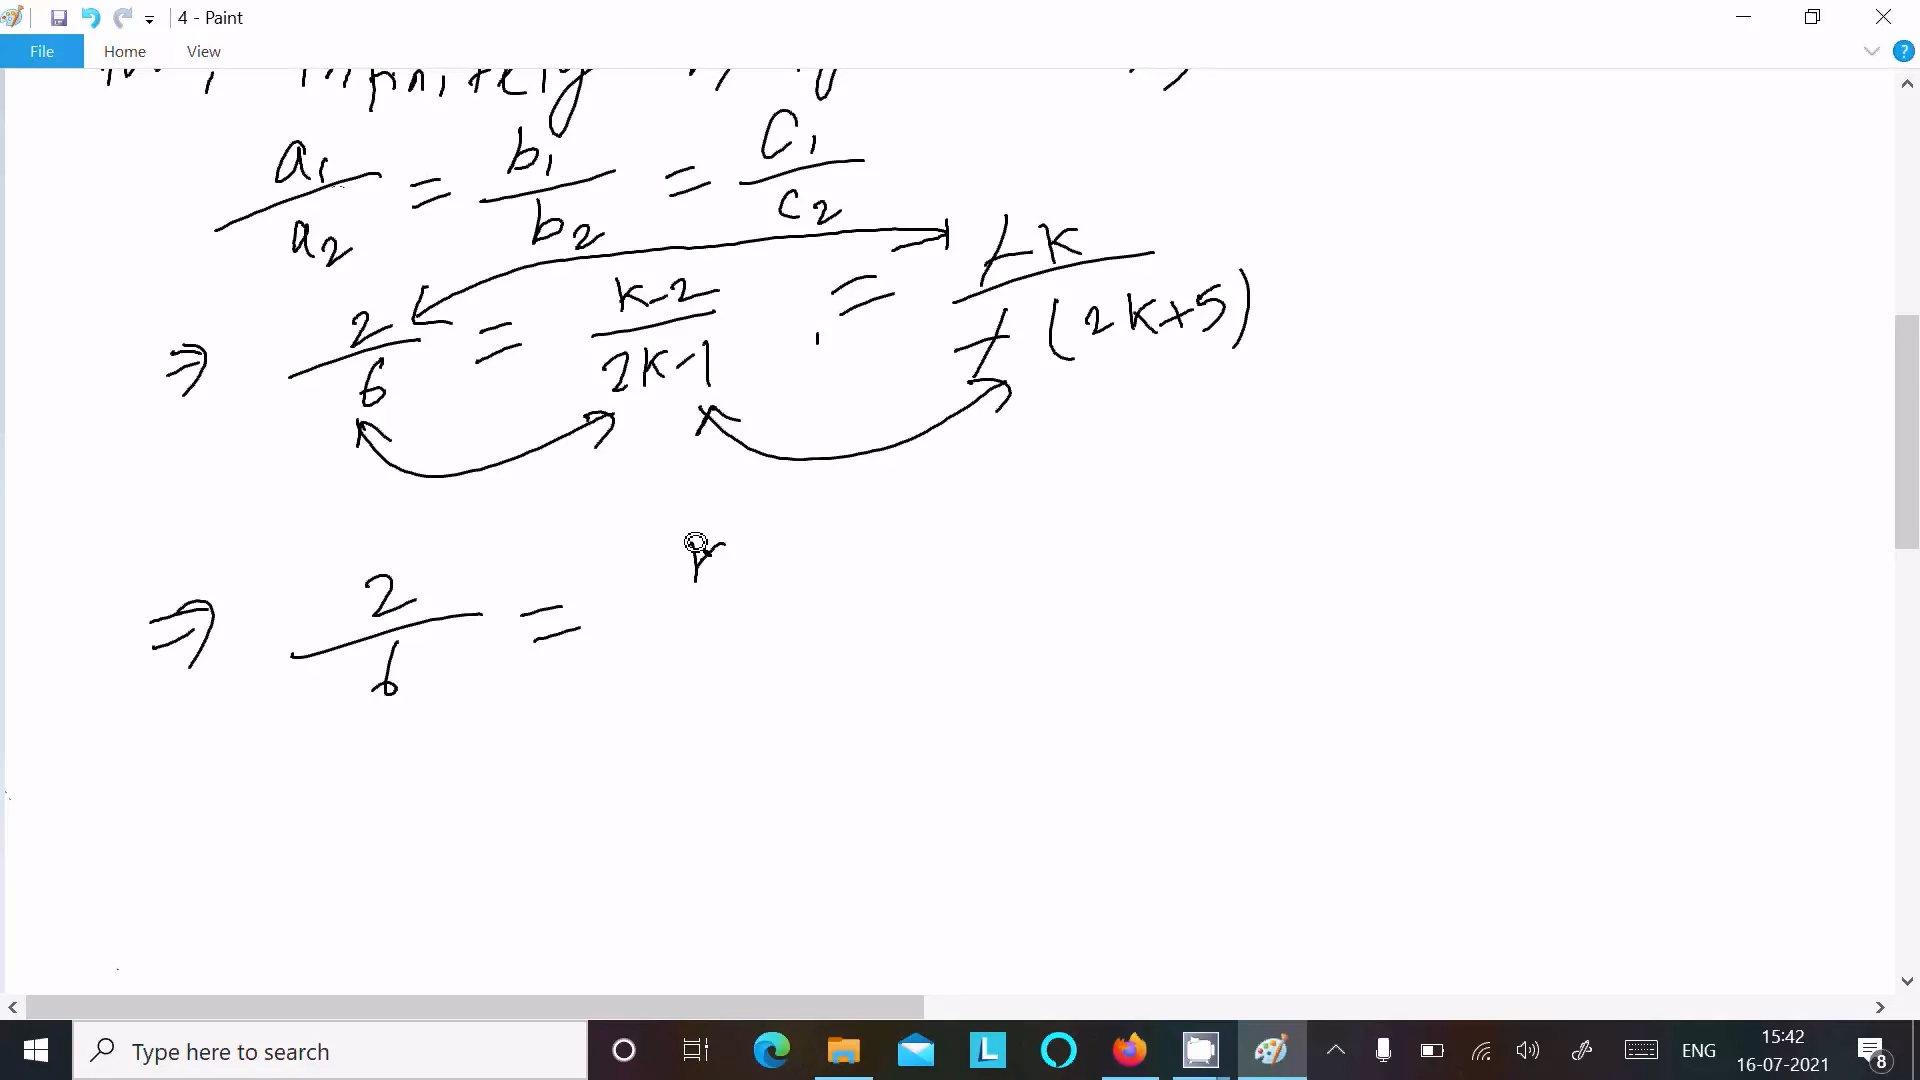 4 - Paint
File Home View
infinitely
a1/a2 = b1/b2 = C1/c2
⇒ 2/6 = k-2/2k-1 = -k/-(2k+5)
⇒ 2/6 =
Type here to search
ENG
15:42
16-07-2021
8